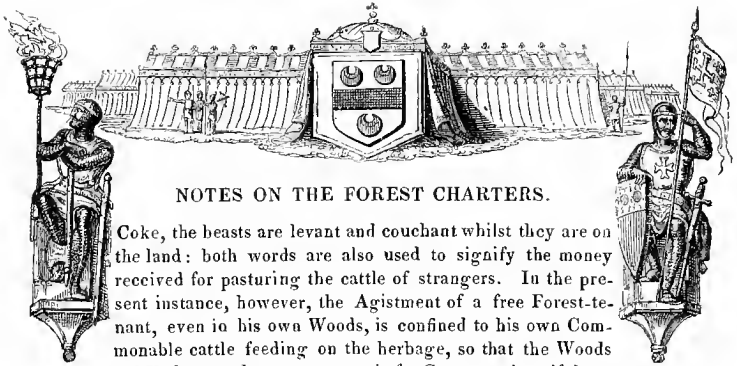 NOTES ON THE FOREST CHARTERS.
Coke, the beasts are levant and couchant whilst they are on
the land: both words are also used to signify the money
received for pasturing the cattle of strangers. In the pre-
sent instance, however, the Agistment of a free Forest-te-
nant, even in his own Woods, is confined to his own Com-
monable cattle feeding on the herbage, so that the Woods